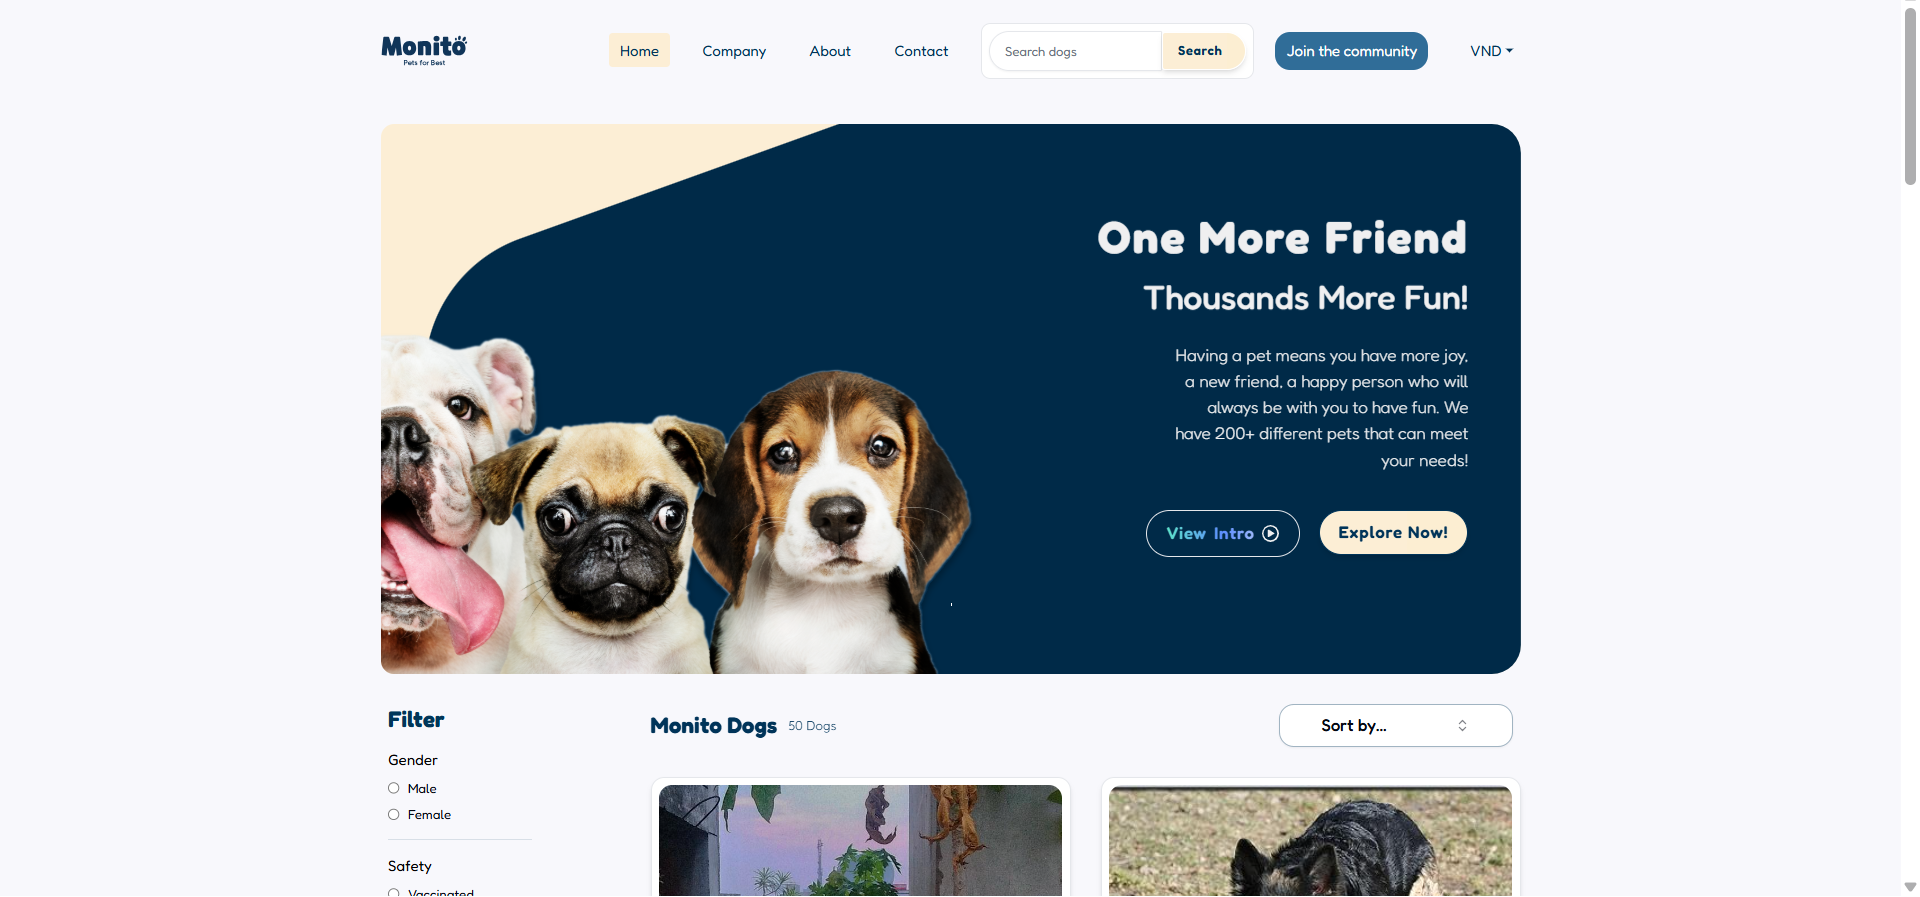 Monito
Pets for Best
Home
Company
About
Contact
Search dogs
Search
Join the community
VND
One More Friend
Thousands More Fun!
Having a pet means you have more joy,
a new friend, a happy person who will
always be with you to have fun. We
have 200+ different pets that can meet
your needs!
View Intro
Explore Now!
Filter
Gender
Male
Female
Safety
Vaccinated
Monito Dogs
50 Dogs
Sort by...